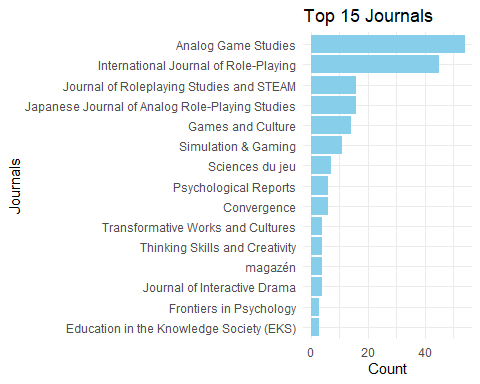 Top 15 Journals
Journals
Analog Game Studies
International Journal of Role-Playing
Journal of Roleplaying Studies and STEAM
Japanese Journal of Analog Role-Playing Studies
Games and Culture
Simulation & Gaming
Sciences du jeu
Psychological Reports
Convergence
Transformative Works and Cultures
Thinking Skills and Creativity
magazén
Journal of Interactive Drama
Frontiers in Psychology
Education in the Knowledge Society (EKS)
0 20 40
Count